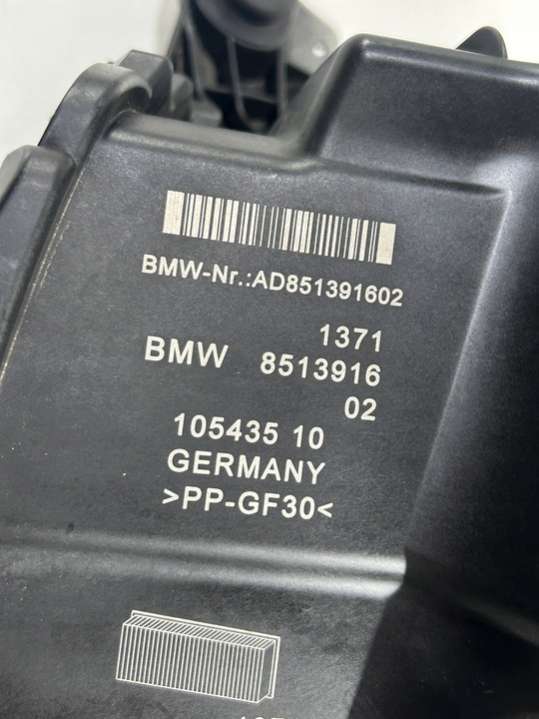 BMW-Nr.:AD851391602
1371
BMW 8513916
02
105435 10
GERMANY
>PP-GF30<